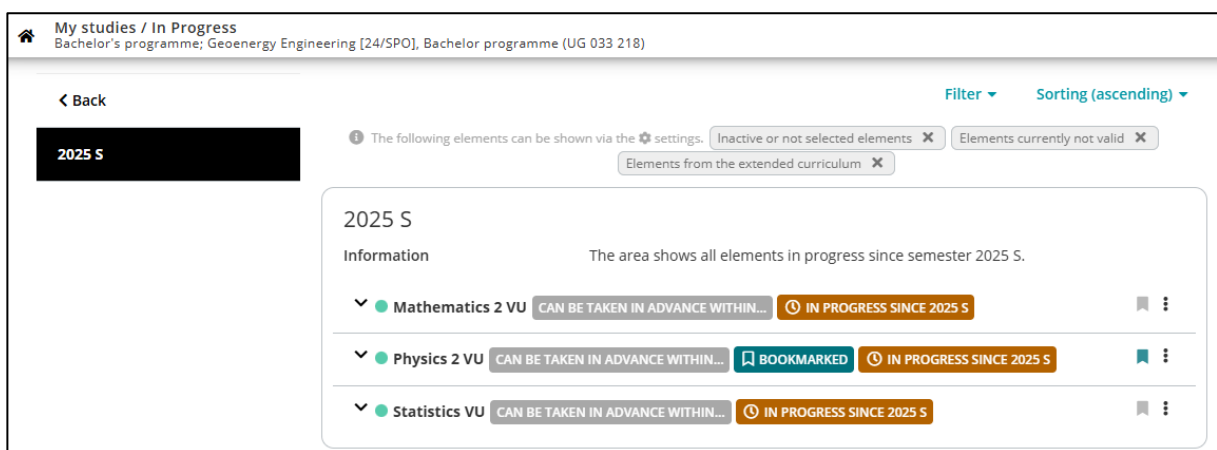 My studies / In Progress
Bachelor's programme; Geoenergy Engineering [24/SPO], Bachelor programme (UG 033 218)
Back
Filter
Sorting (ascending)
2025 S
The following elements can be shown via the settings. Inactive or not selected elements Elements currently not valid
Elements from the extended curriculum
2025 S
Information The area shows all elements in progress since semester 2025 S.
Mathematics 2 VU CAN BE TAKEN IN ADVANCE WITHIN... IN PROGRESS SINCE 2025 S
Physics 2 VU CAN BE TAKEN IN ADVANCE WITHIN... BOOKMARKED IN PROGRESS SINCE 2025 S
Statistics VU CAN BE TAKEN IN ADVANCE WITHIN... IN PROGRESS SINCE 2025 S